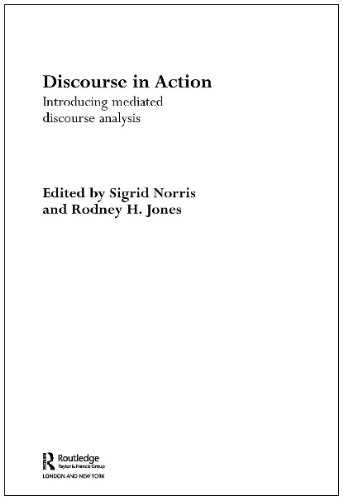 Discourse in Action
Introducing mediated
discourse analysis
Edited by Sigrid Norris
and Rodney H. Jones
R Routledge
Taylor & Francis Group
LONDON AND NEW YORK